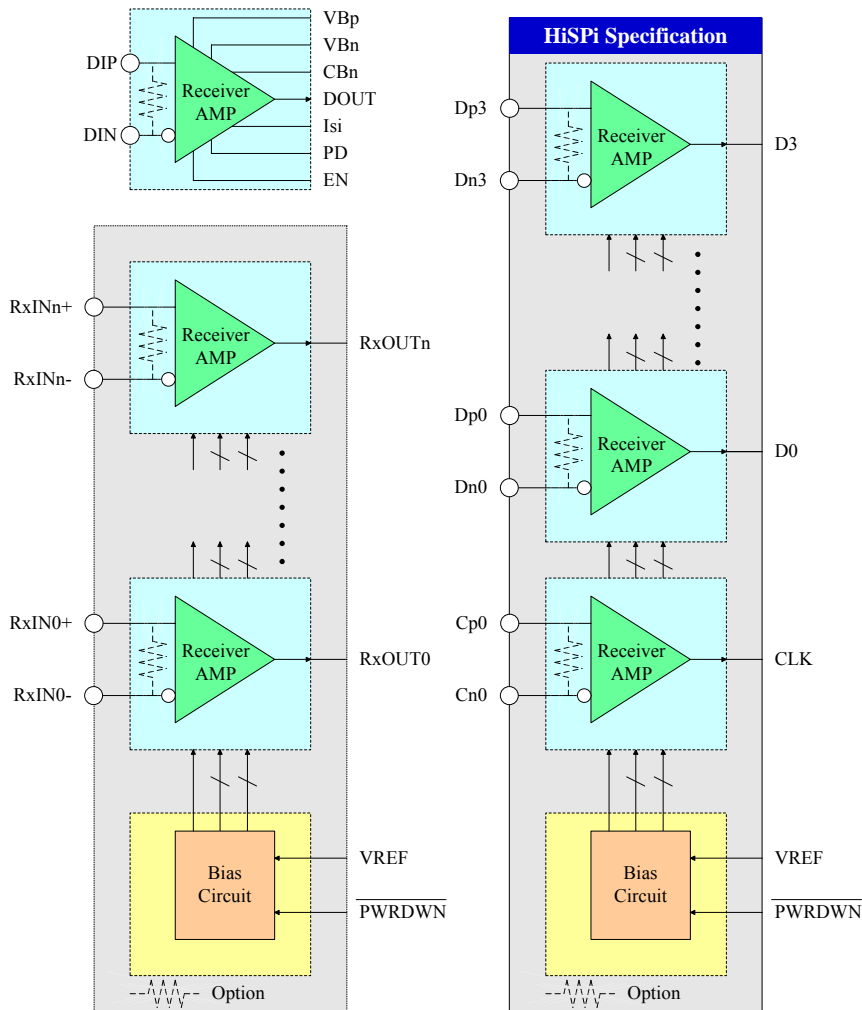 VBp
VBn
CBn
DOUT
Isi
PD
EN
DIP
DIN
Receiver
AMP
RxINn+
RxINn-
Receiver
AMP
RxOUTn
RxIN0+
RxIN0-
Receiver
AMP
RxOUT0
Bias
Circuit
VREF
PWRDWN
Option
HiSPi Specification
Dp3
Dn3
Receiver
AMP
D3
Dp0
Dn0
Receiver
AMP
D0
Cp0
Cn0
Receiver
AMP
CLK
Bias
Circuit
VREF
PWRDWN
Option